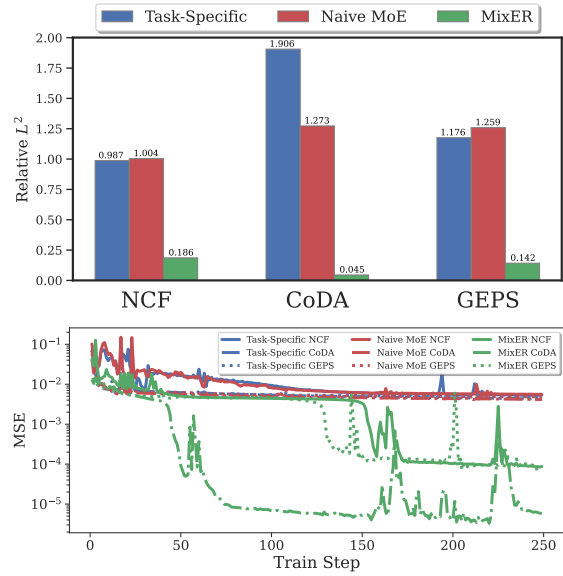 Task-Specific Naive MoE MixER
2.00
1.75
1.50
1.25
1.00
0.75
0.50
0.25
0.00
Relative L²
0.987 1.004 0.186
1.906 1.273 0.045
1.176 1.259 0.142
NCF CoDA GEPS
Task-Specific NCF Naive MoE NCF MixER NCF
Task-Specific CoDA Naive MoE CoDA MixER CoDA
Task-Specific GEPS Naive MoE GEPS MixER GEPS
10⁻¹
10⁻²
10⁻³
10⁻⁴
10⁻⁵
MSE
0 50 100 150 200 250
Train Step